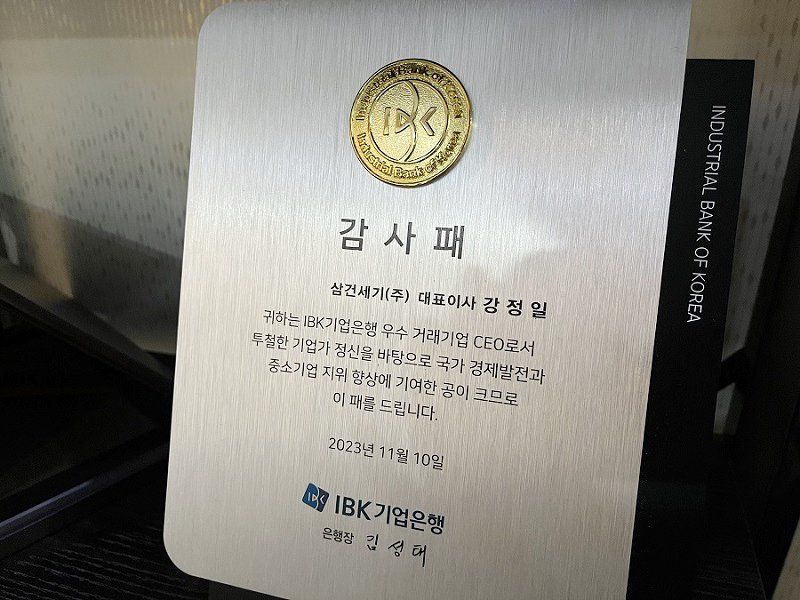 Industrial Bank of Korea
IBK
Industrial Bank of Korea
감사패
삼건세기(주) 대표이사 강정일
귀하는 IBK기업은행 우수 거래기업 CEO로서
투철한 기업가 정신을 바탕으로 국가 경제발전과
중소기업 지위 향상에 기여한 공이 크므로
이 패를 드립니다.
2023년 11월 10일
IBK 기업은행
은행장 김성태
INDUSTRIAL BANK OF KOREA